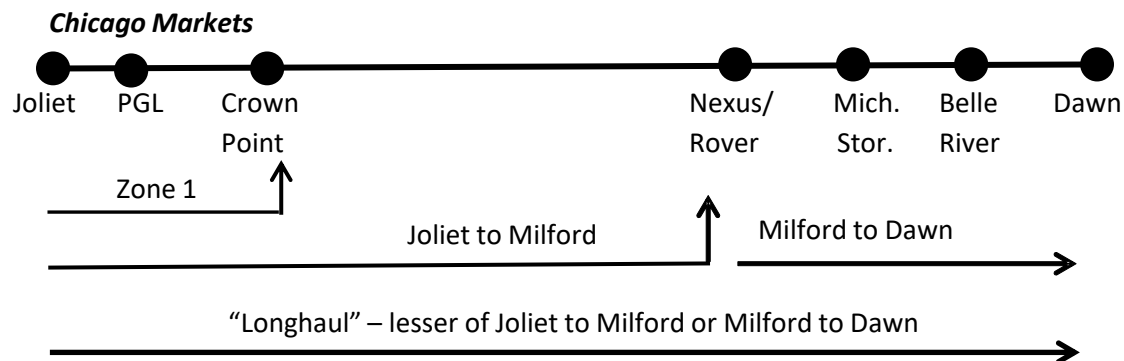 Chicago Markets
Joliet PGL Crown Nexus/ Mich. Belle Dawn
Point Rover Stor. River
Zone 1
Joliet to Milford Milford to Dawn
“Longhaul” – lesser of Joliet to Milford or Milford to Dawn